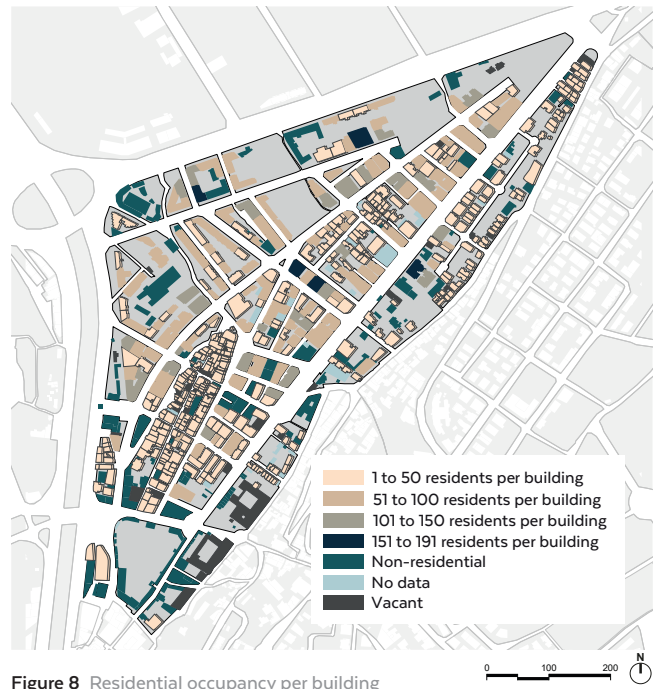 1 to 50 residents per building
51 to 100 residents per building
101 to 150 residents per building
151 to 191 residents per building
Non-residential
No data
Vacant
Figure 8 Residential occupancy per building
0 100 200
N